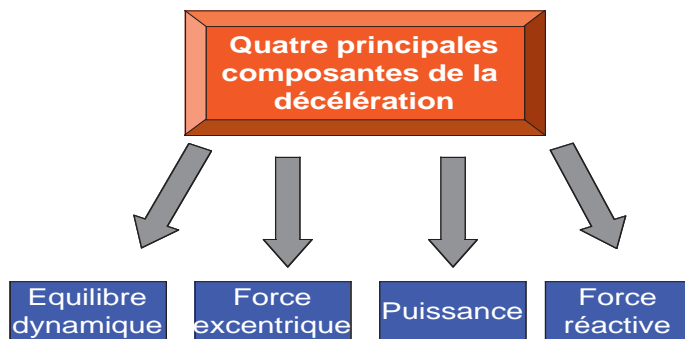 Quatre principales
composantes de la
décélération
Equilibre
dynamique
Force
excentrique
Puissance
Force
réactive